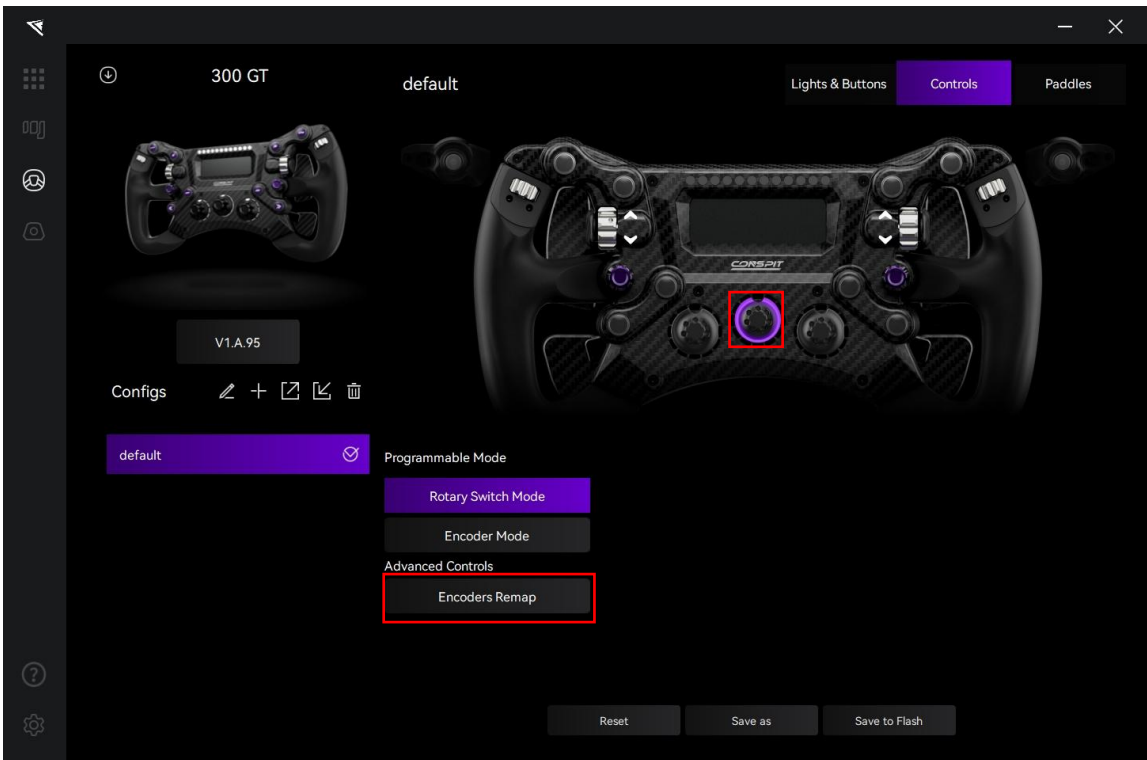 300 GT
default
Lights & Buttons
Controls
Paddles
CORSPIT
V1.A.95
Configs
default
Programmable Mode
Rotary Switch Mode
Encoder Mode
Advanced Controls
Encoders Remap
Reset
Save as
Save to Flash